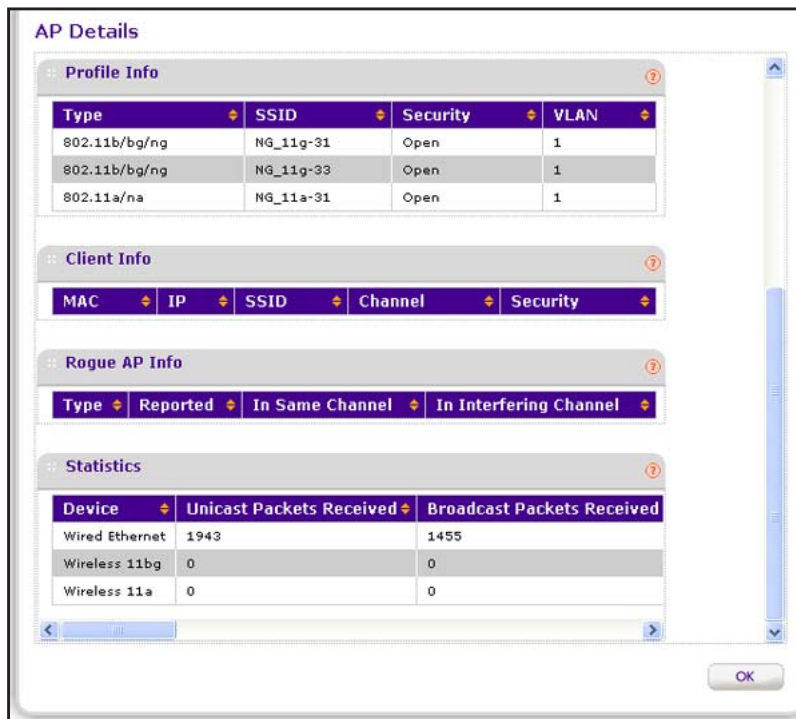 AP Details
Profile Info
Type SSID Security VLAN
802.11b/bg/ng NG_11g-31 Open 1
802.11b/bg/ng NG_11g-33 Open 1
802.11a/na NG_11a-31 Open 1
Client Info
MAC IP SSID Channel Security
Rogue AP Info
Type Reported In Same Channel In Interfering Channel
Statistics
Device Unicast Packets Received Broadcast Packets Received
Wired Ethernet 1943 1455
Wireless 11bg 0 0
Wireless 11a 0 0
OK